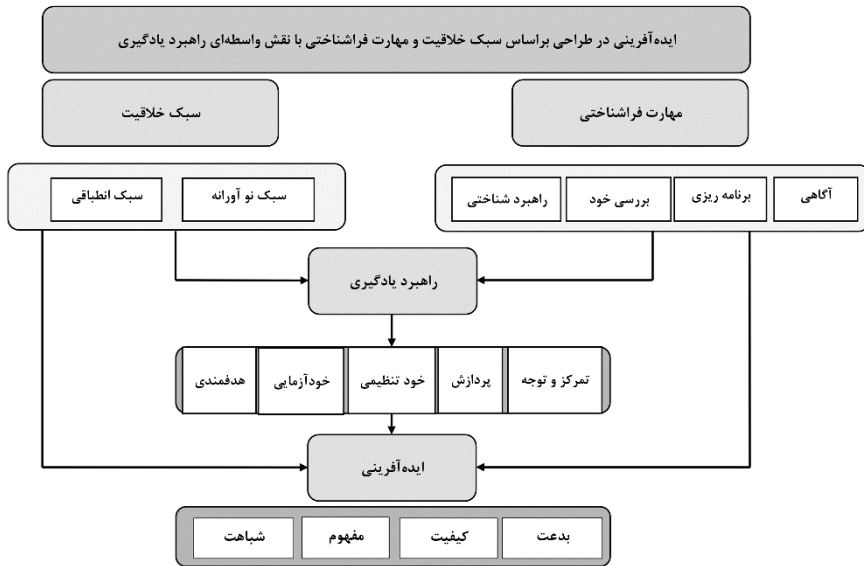 ایده‌آفرینی در طراحی براساس سبک خلاقیت و مهارت فراشناختی با نقش واسطه‌ای راهبرد یادگیری
مهارت فراشناختی
سبک خلاقیت
آگاهی
برنامه ریزی
بررسی خود
راهبرد شناختی
سبک نو آورانه
سبک انطباقی
راهبرد یادگیری
تمرکز و توجه
پردازش
خود تنظیمی
خودآزمایی
هدفمندی
ایده‌آفرینی
بدعت
کیفیت
مفهوم
شباهت